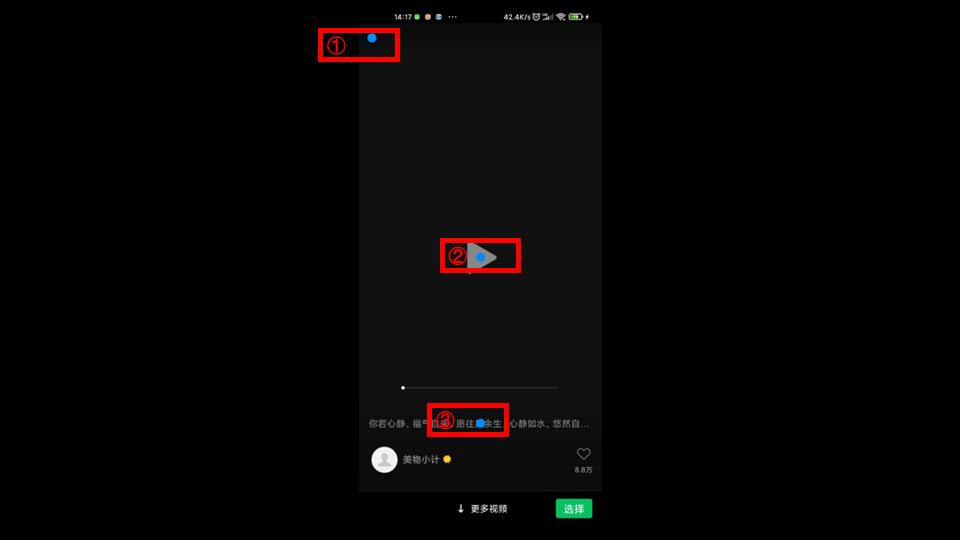 14:17 ··· 42.4K/s
①
②
③
你若心静，福气自来，愿往后余生，心静如水，悠然自...
美物小计
8.8万
↓ 更多视频
选择